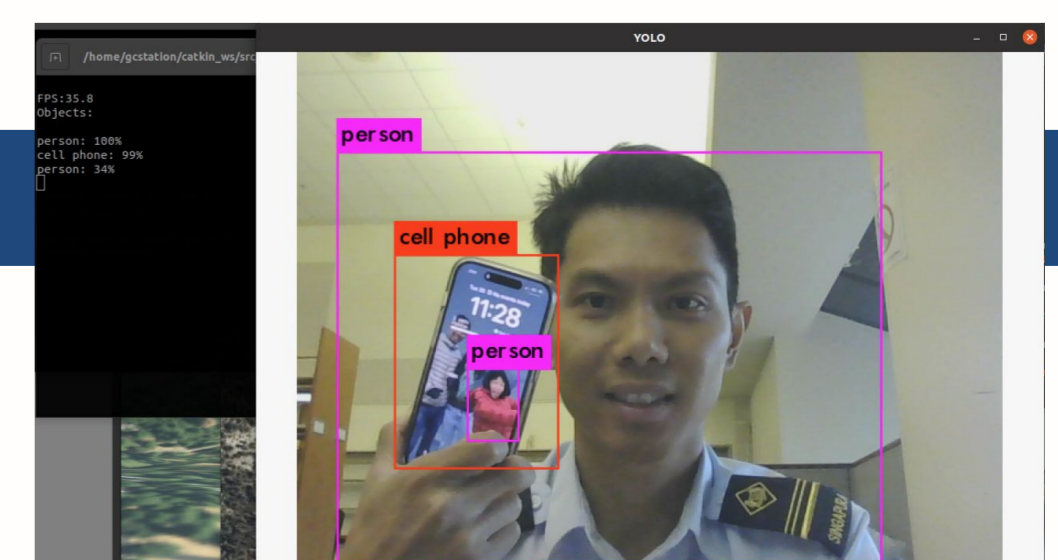 YOLO
/home/gcstation/catkin_ws/src
FPS:35.8
Objects:
person: 100%
cell phone: 99%
person: 34%
person
cell phone
11:28
person
SINGAPURA